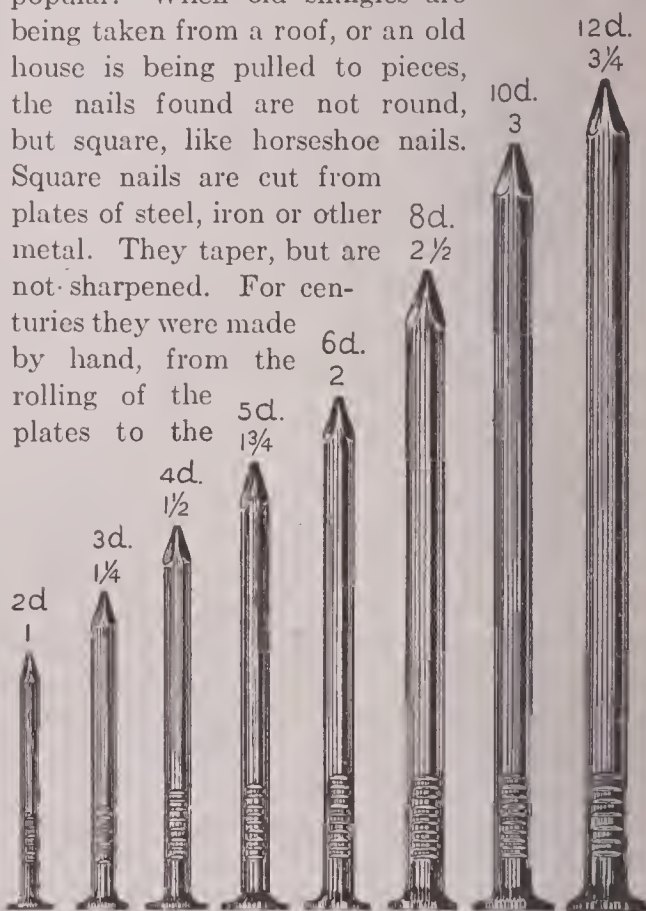 popular. When old shingles are
being taken from a roof, or an old
house is being pulled to pieces,
the nails found are not round,
but square, like horseshoe nails.
Square nails are cut from
plates of steel, iron or other
metal. They taper, but are
not sharpened. For cen-
turies they were made
by hand, from the
rolling of the
plates to the
2d
1
3d.
1¼
4d.
1½
5d.
1¾
6d.
2
8d.
2½
10d.
3
12d.
3¼